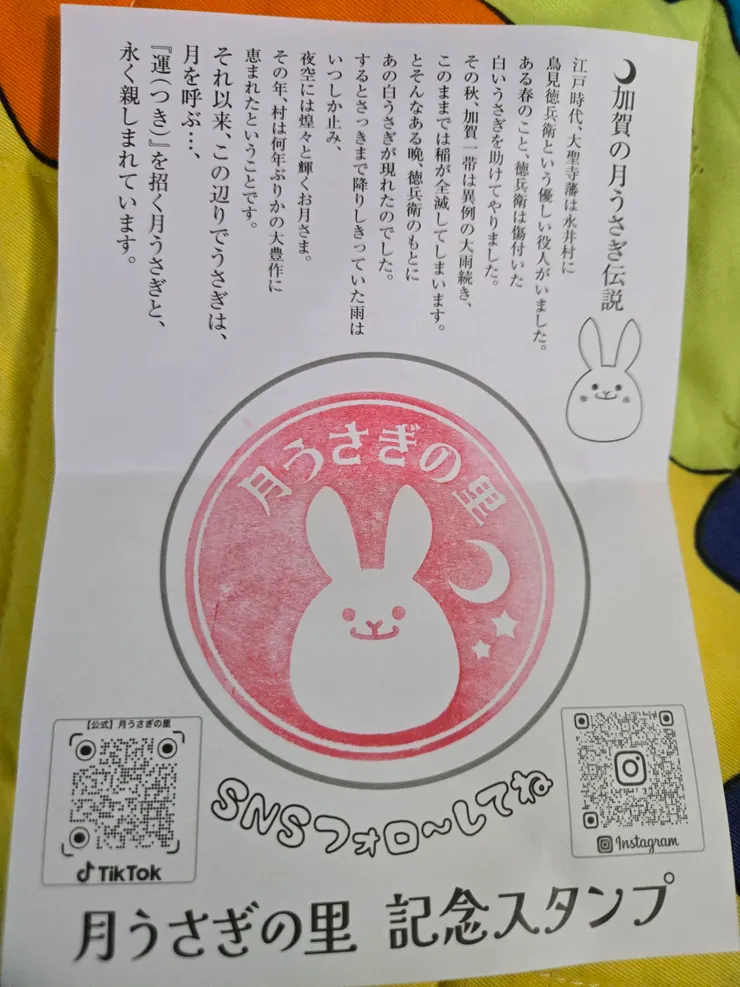 加賀の月うさぎ伝説
江戸時代、大聖寺藩は永井村に
鳥見徳兵衛という優しい役人がいました。
ある春のこと、徳兵衛は傷付いた
白いうさぎを助けてやりました。
その秋、加賀一帯は異例の大雨続き、
このままでは稲が全滅してしまいます。
とそんなある晩、徳兵衛のもとに
あの白うさぎが現れたのでした。
するとさっきまで降りしきっていた雨は
いつしか止み、
夜空には煌々と輝くお月さま。
その年、村は何年ぶりかの大豊作に
恵まれたということです。
それ以来、この辺りでうさぎは、
月を呼ぶ…、
『運(つき)』を招く月うさぎと、
永く親しまれています。
月うさぎの里
【公式】月うさぎの里
TikTok
SNSフォロ〜してね
Instagram
月うさぎの里 記念スタンプ